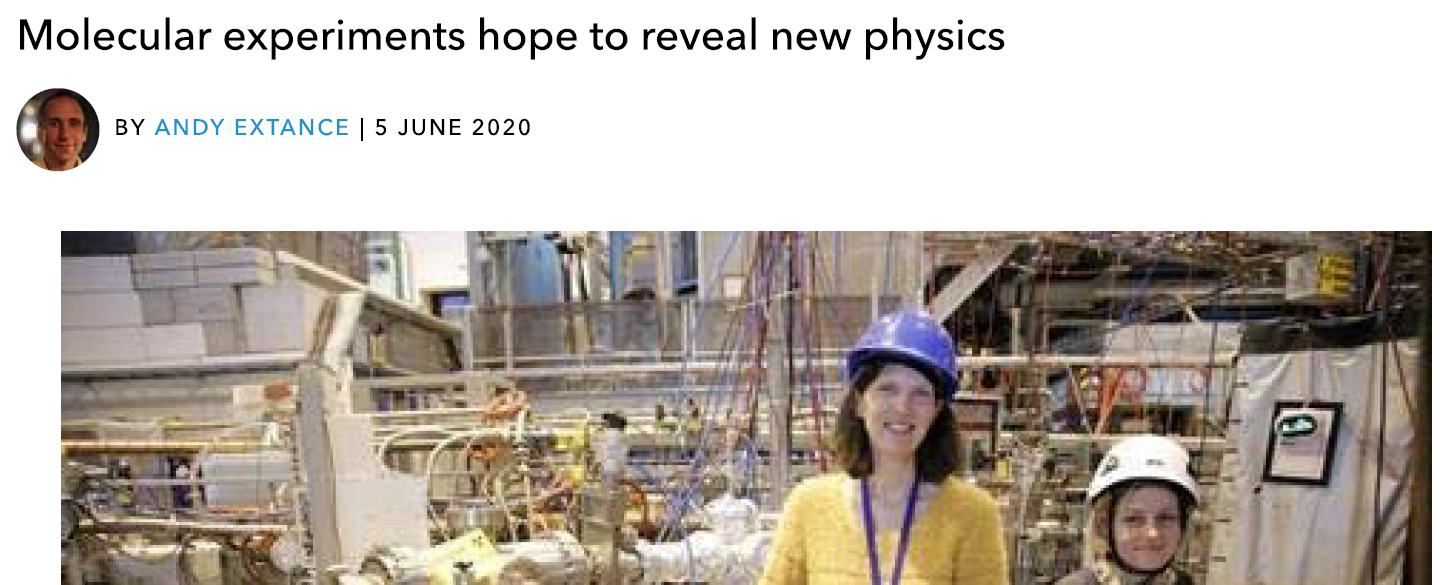 Molecular experiments hope to reveal new physics
BY ANDY EXTANCE | 5 JUNE 2020